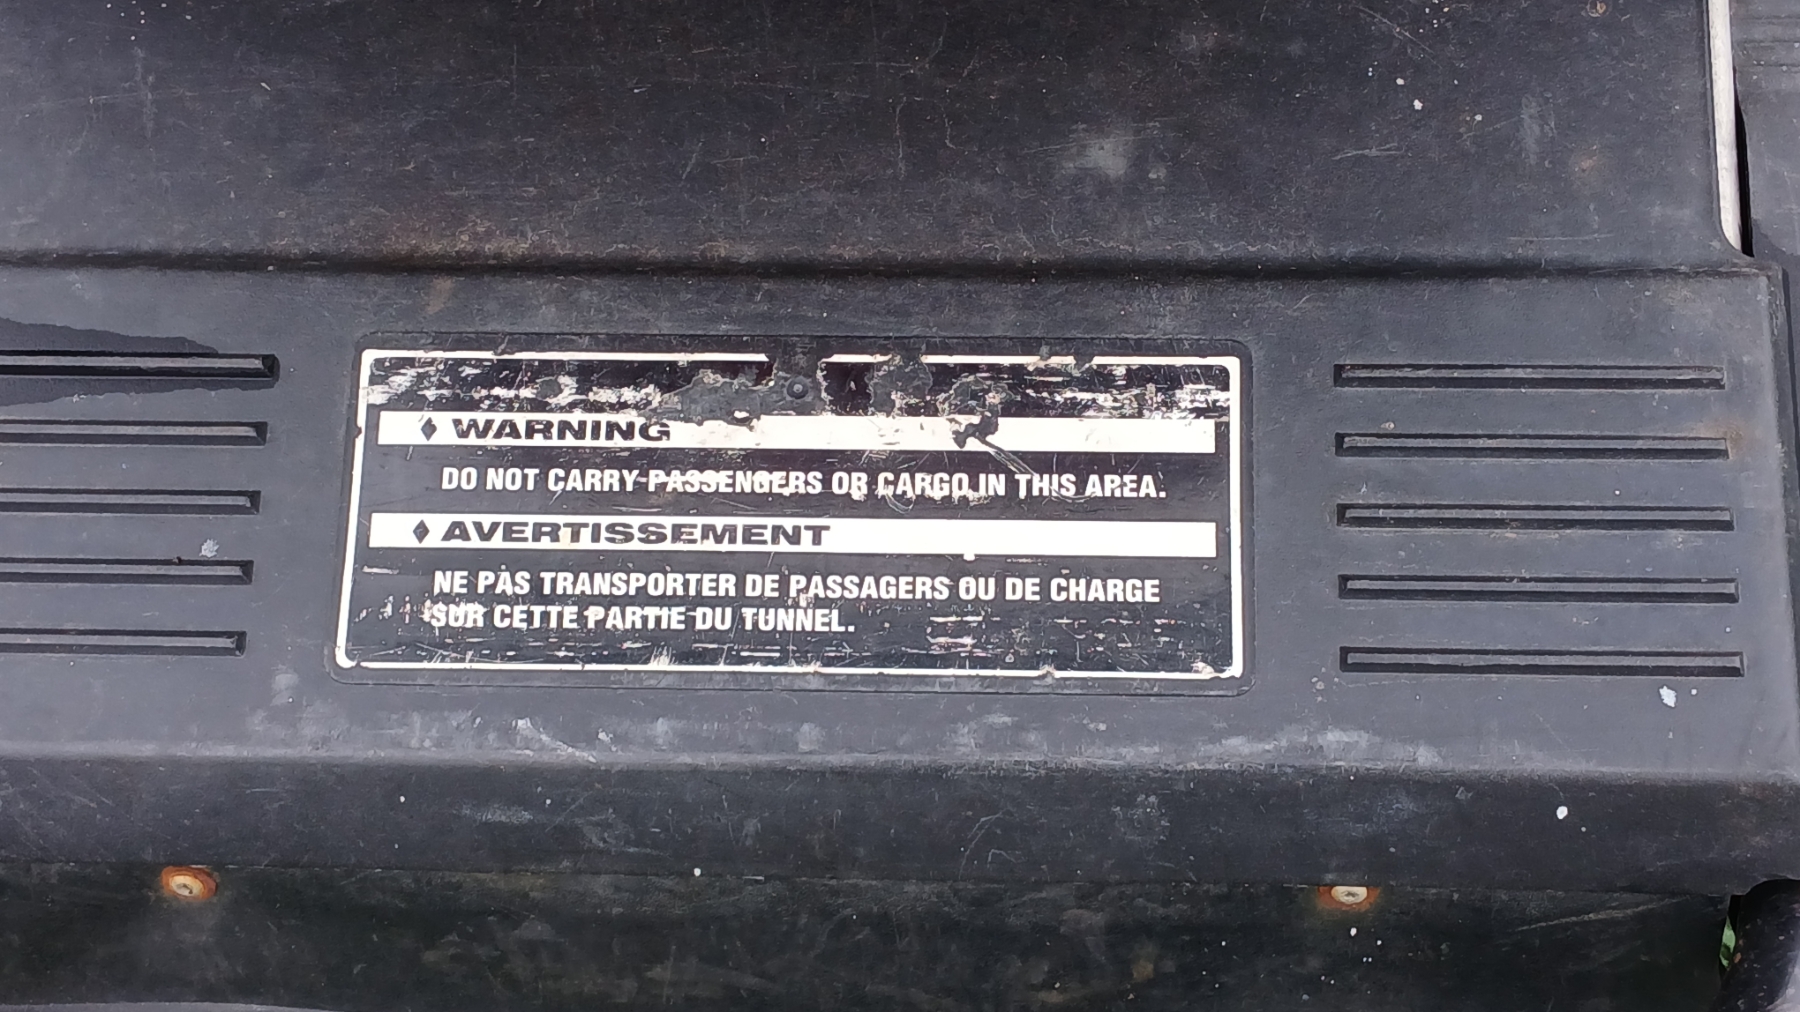 WARNING
DO NOT CARRY PASSENGERS OR CARGO IN THIS AREA.
AVERTISSEMENT
NE PAS TRANSPORTER DE PASSAGERS OU DE CHARGE
SUR CETTE PARTIE DU TUNNEL.